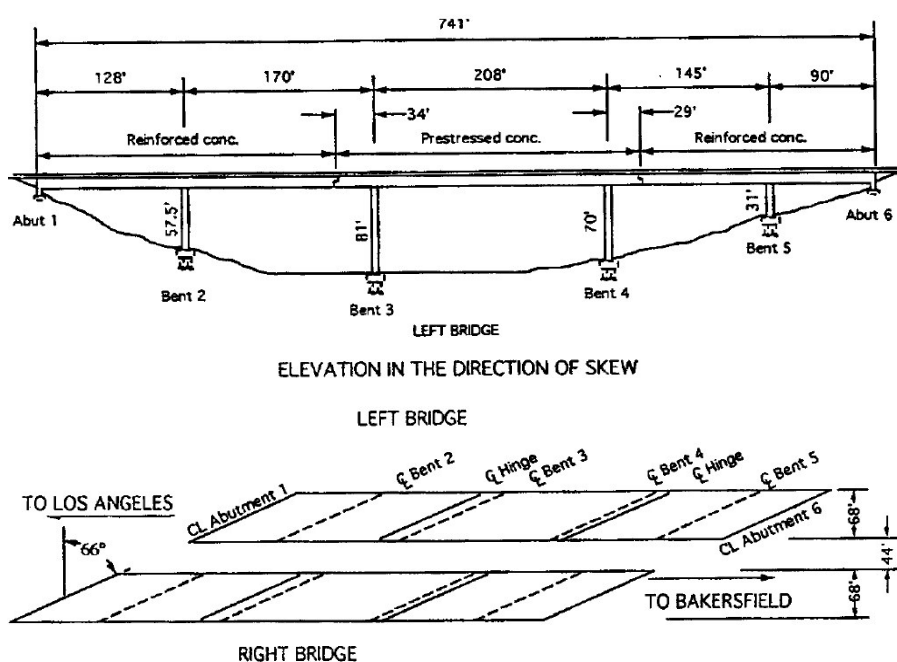 741'
128' 170' 208' 145' 90'
34' 29'
Reinforced conc. Prestressed conc. Reinforced conc.
Abut 1 57.5' 81' 70' 31' Abut 6
Bent 2 Bent 3 Bent 4 Bent 5
LEFT BRIDGE
ELEVATION IN THE DIRECTION OF SKEW
LEFT BRIDGE
TO LOS ANGELES
66°
CL Abutment 1
℄ Bent 2
℄ Hinge
℄ Bent 3
℄ Bent 4
℄ Hinge
℄ Bent 5
CL Abutment 6
68'
44'
68'
TO BAKERSFIELD
RIGHT BRIDGE